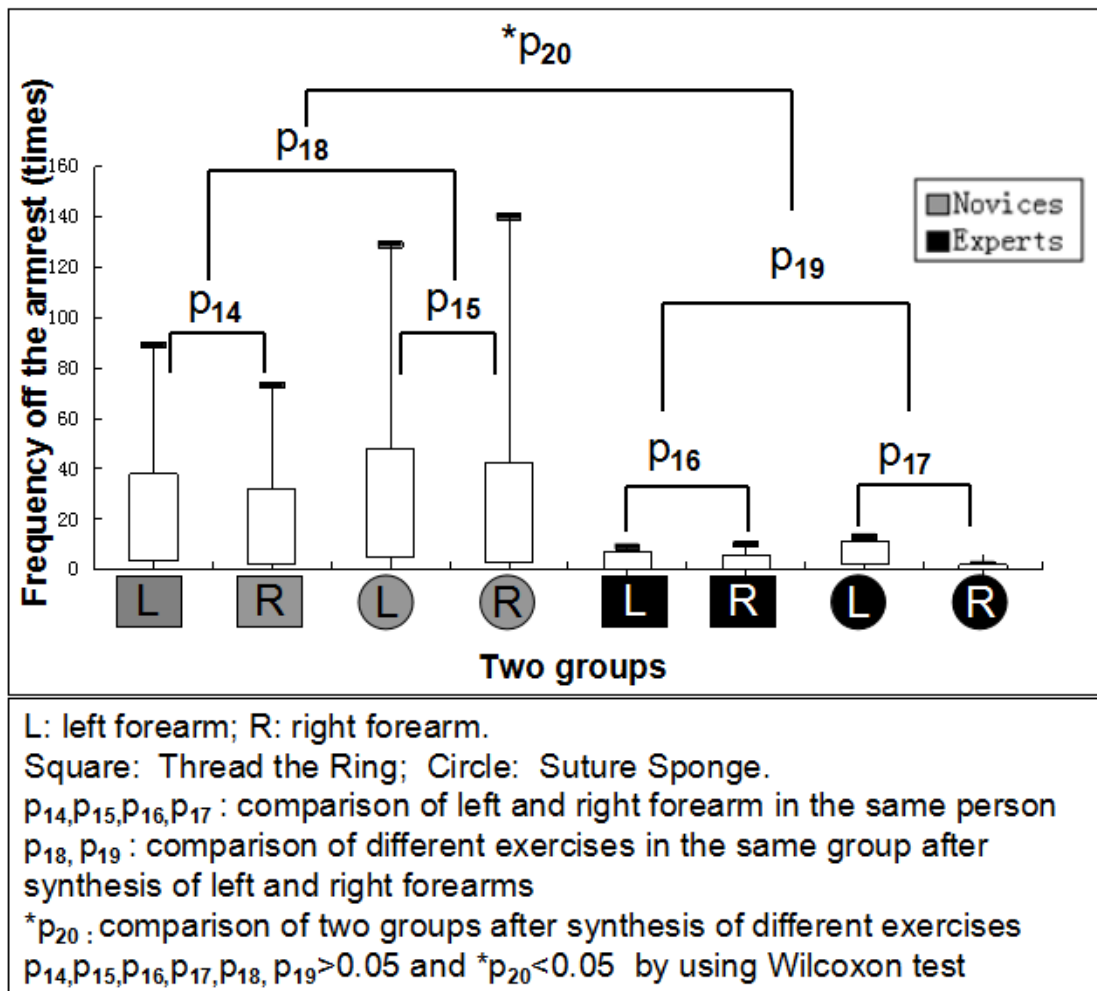 *p20
Frequency off the armrest (times)
p18
160
140
120
100
80
60
40
20
0
Novices
Experts
p19
p14
p15
p16
p17
L R L R L R L R
Two groups
L: left forearm; R: right forearm.
Square: Thread the Ring; Circle: Suture Sponge.
p14,p15,p16,p17 : comparison of left and right forearm in the same person
p18, p19 : comparison of different exercises in the same group after
synthesis of left and right forearms
*p20 : comparison of two groups after synthesis of different exercises
p14,p15,p16,p17,p18, p19>0.05 and *p20<0.05 by using Wilcoxon test